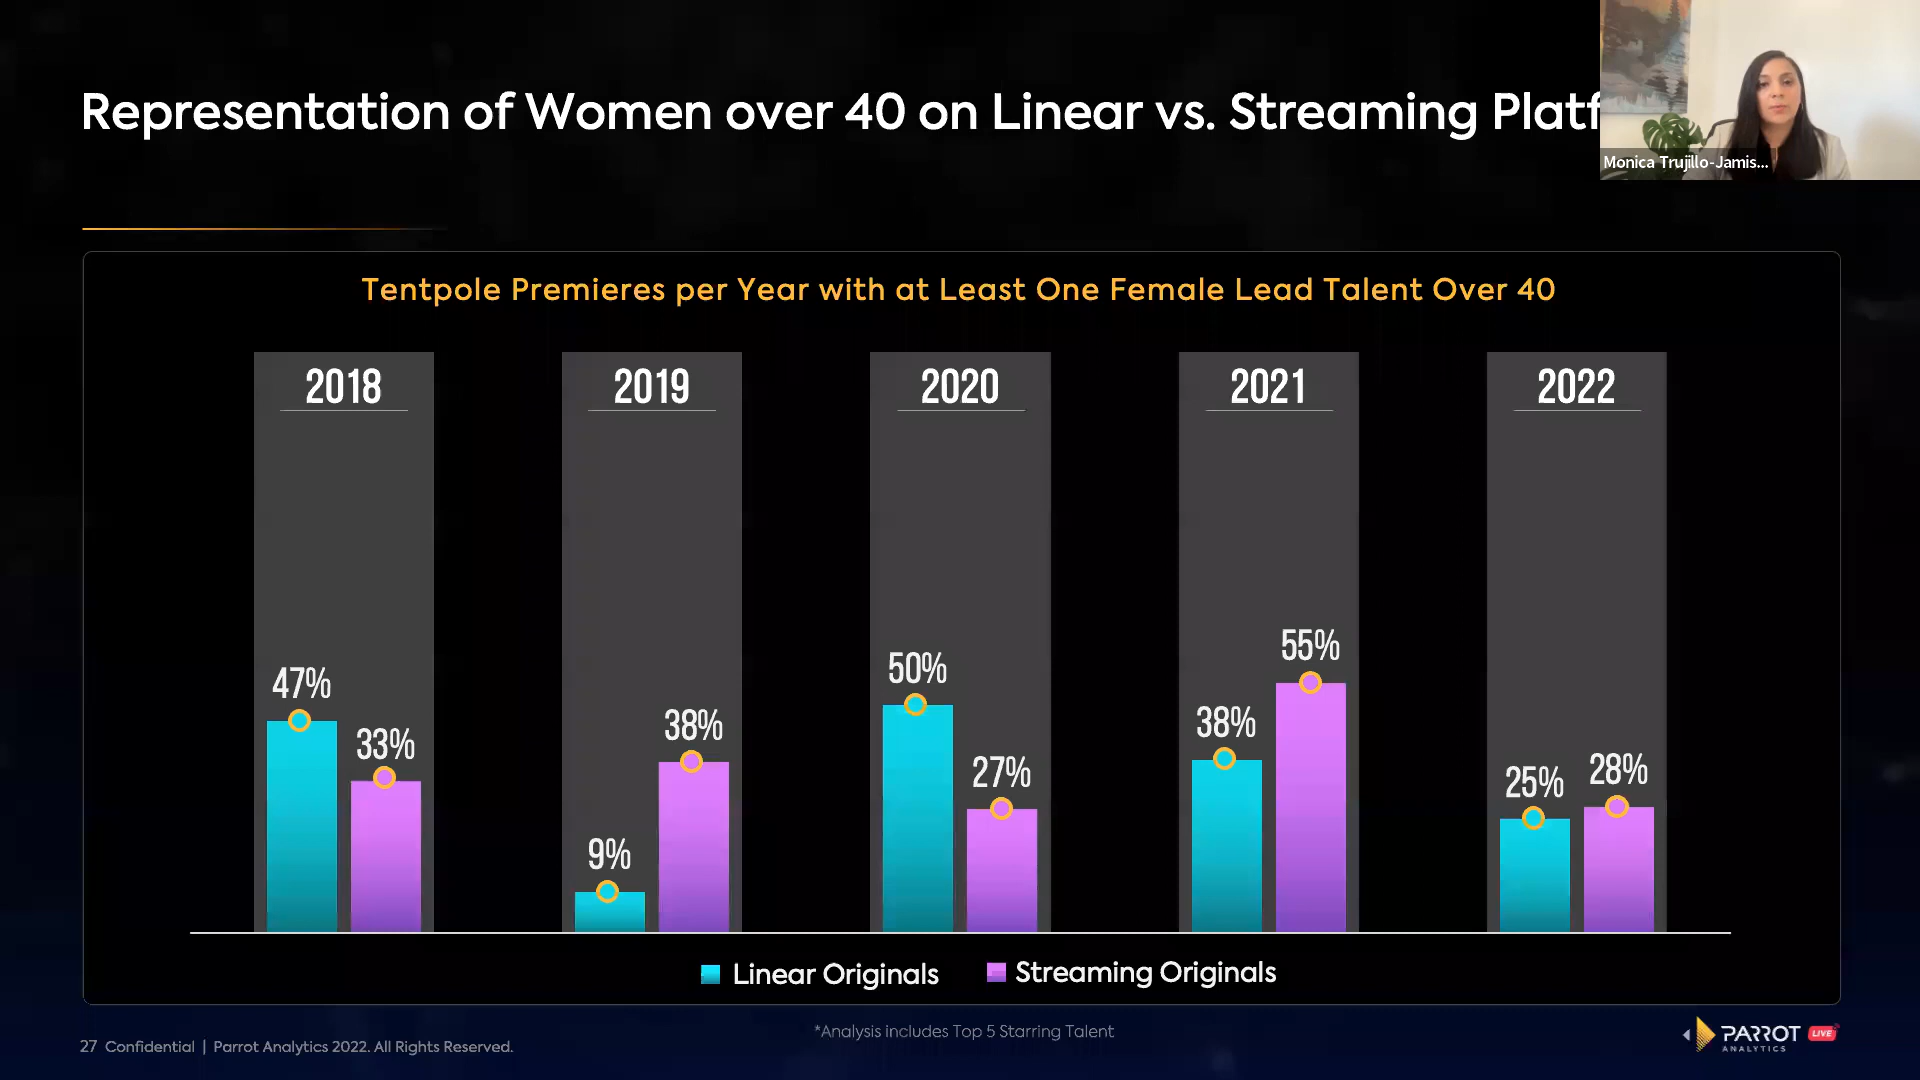 Representation of Women over 40 on Linear vs. Streaming Platf
Monica Trujillo-Jamis...
Tentpole Premieres per Year with at Least One Female Lead Talent Over 40
2018
2019
2020
2021
2022
47%
33%
9%
38%
50%
27%
38%
55%
25%
28%
Linear Originals
Streaming Originals
*Analysis includes Top 5 Starring Talent
27 Confidential | Parrot Analytics 2022. All Rights Reserved.
PARROT
ANALYTICS
LIVE